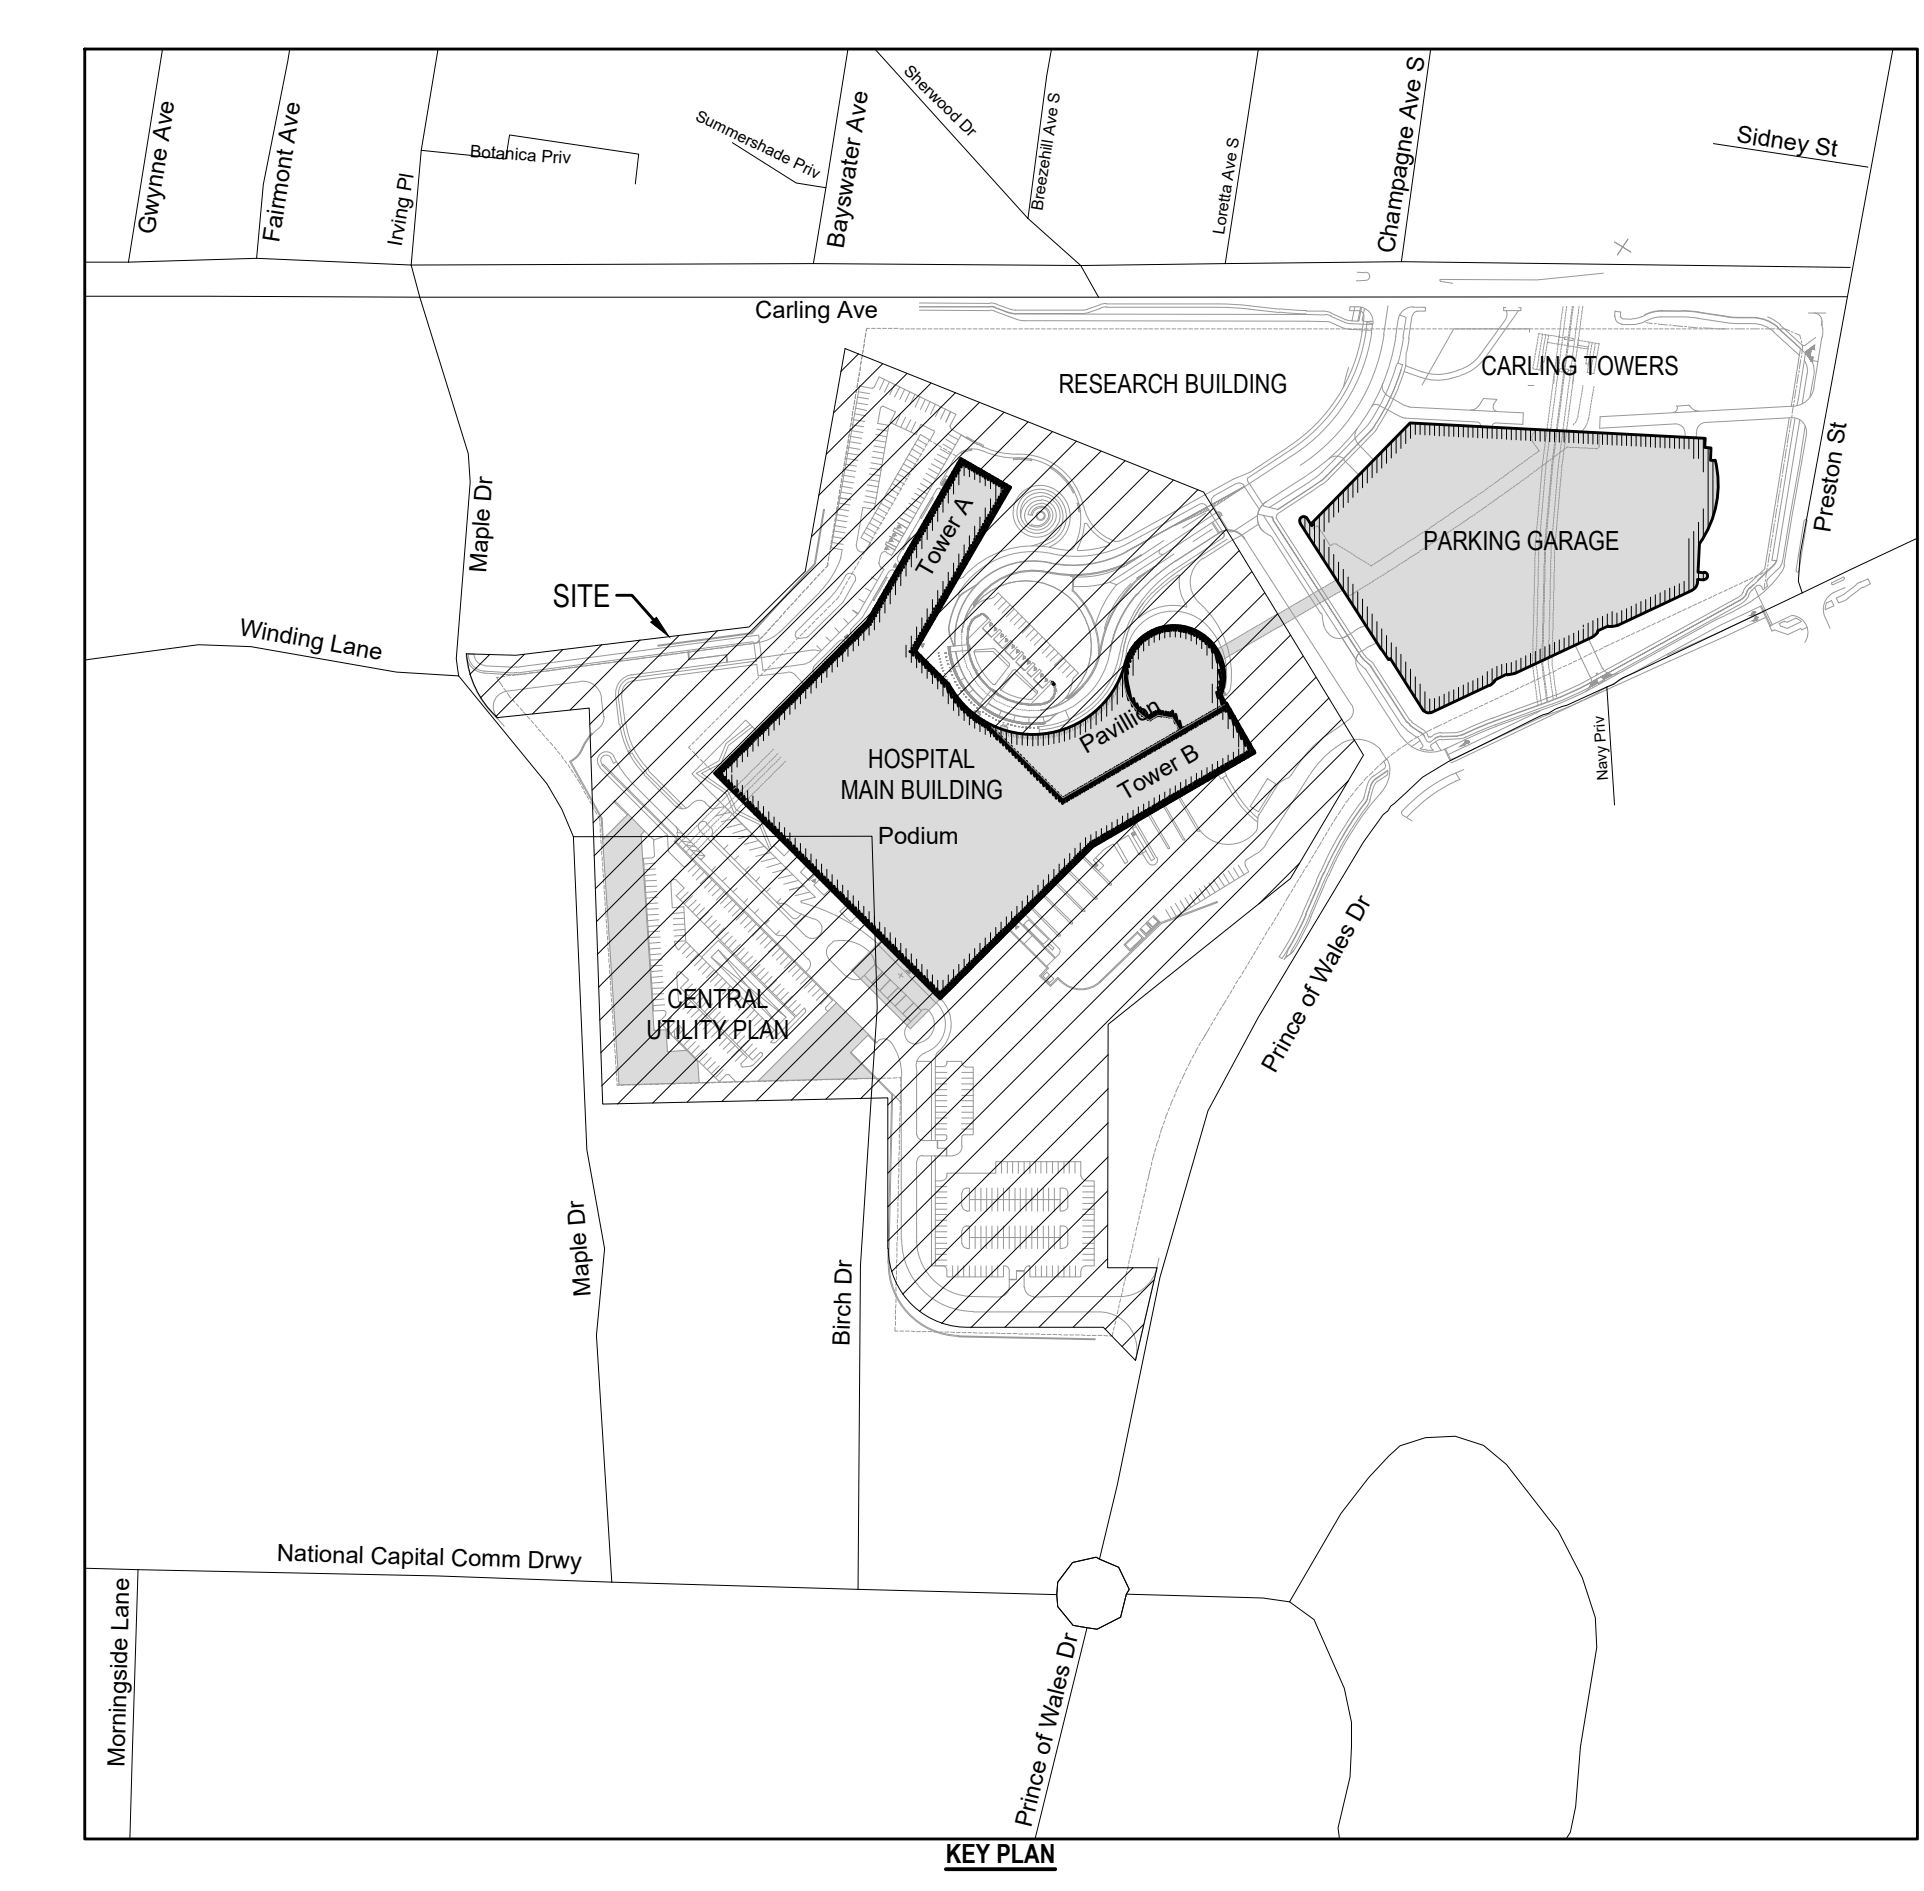 Gwynne Ave
Fairmont Ave
Irving Pl
Botanica Priv
Summershade Priv
Bayswater Ave
Sherwood Dr
Breezehill Ave S
Loretta Ave S
Champagne Ave S
Sidney St
Carling Ave
RESEARCH BUILDING
CARLING TOWERS
Preston St
Maple Dr
Tower A
PARKING GARAGE
SITE
Winding Lane
Pavillion
Navy Priv
HOSPITAL
MAIN BUILDING
Tower B
Podium
Prince of Wales Dr
CENTRAL
UTILITY PLAN
Maple Dr
Birch Dr
National Capital Comm Drwy
Morningside Lane
Prince of Wales Dr
KEY PLAN